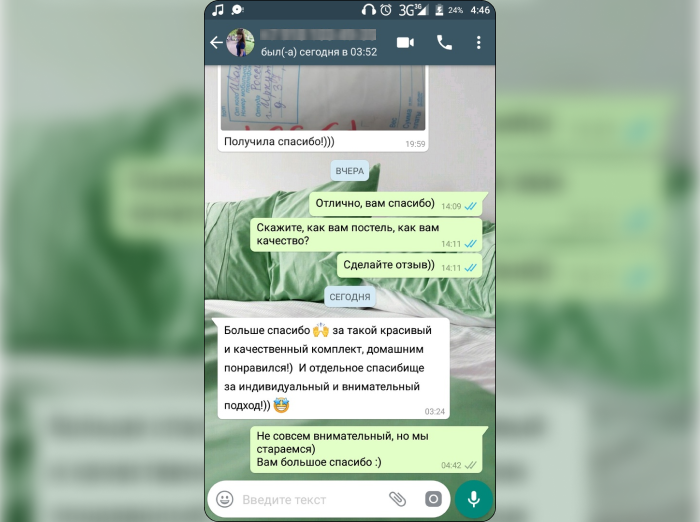 3G 3G 24% 4:46
был(-а) сегодня в 03:52
Получила спасибо!)))
19:59
ВЧЕРА
Отлично, вам спасибо) 14:09
Скажите, как вам постель, как вам
качество? 14:11
Сделайте отзыв)) 14:11
СЕГОДНЯ
Больше спасибо 🙌 за такой красивый
и качественный комплект, домашним
понравился!) И отдельное спасибище
за индивидуальный и внимательный
подход!)) 🤩
03:24
Не совсем внимательный, но мы
стараемся)
Вам большое спасибо :) 04:42
Введите текст